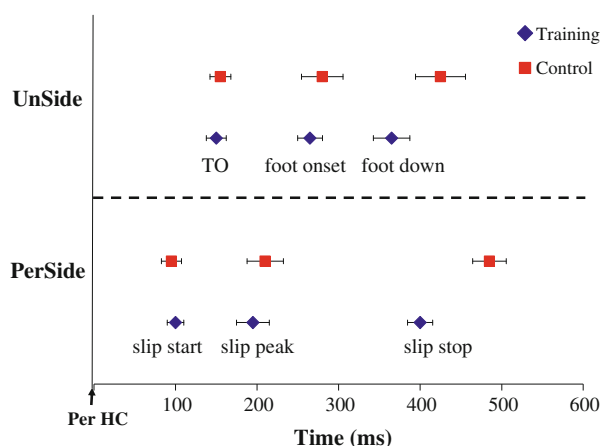 Training
Control
UnSide
TO foot onset foot down
PerSide
slip start slip peak slip stop
Per HC
100 200 300 400 500 600
Time (ms)